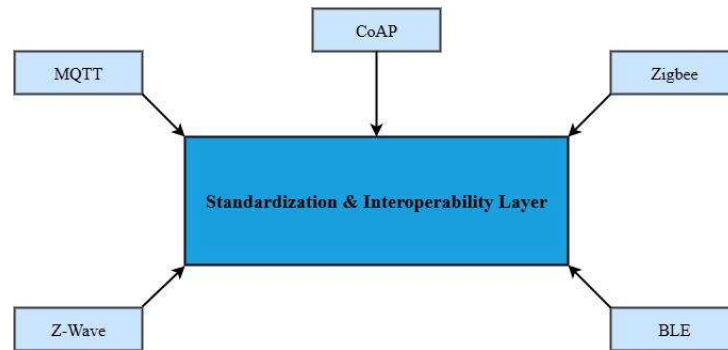 CoAP
MQTT
Zigbee
Standardization & Interoperability Layer
Z-Wave
BLE